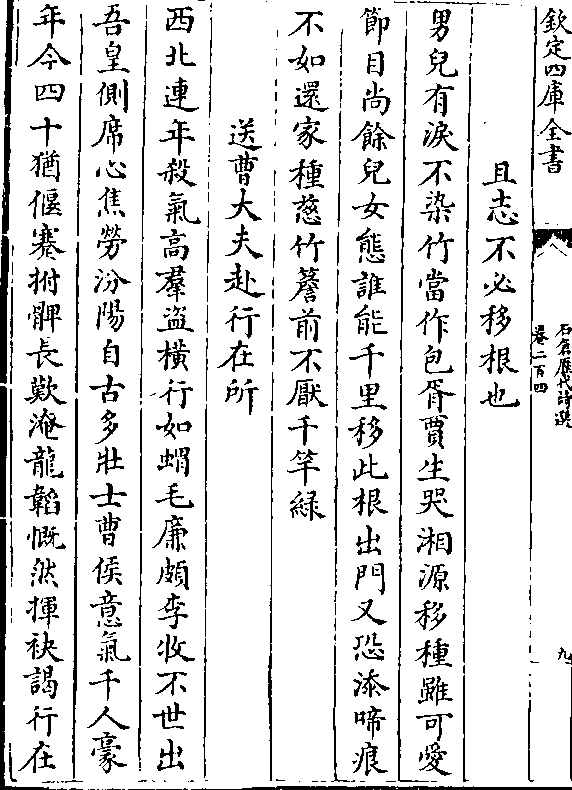 欽定四庫全書
石倉歷代詩選
卷二百四
九
且志不必移根也
男兒有淚不染竹當作包胥賈生哭湘源移種雖可愛
節目尚餘兒女態誰能千里移此根出門又恐添啼痕
不如還家種慈竹簷前不厭千竿緑
送曹大夫赴行在所
西北連年殺氣高羣盗橫行如蝟毛廉頗李牧不世出
吾皇側席心焦勞汾陽自古多壯士曹侯意氣千人豪
年今四十猶偃蹇拊髀長歎淹龍韜慨然揮袂謁行在